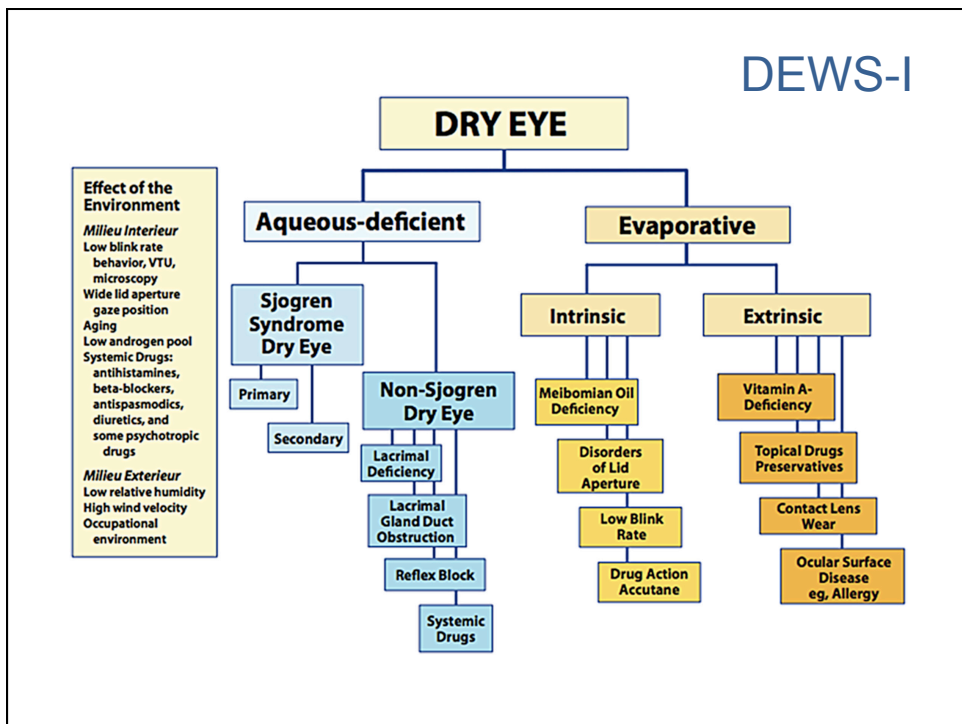 DEWS-I
DRY EYE
Effect of the
Environment
Milieu Interieur
Low blink rate
behavior, VTU,
microscopy
Wide lid aperture
gaze position
Aging
Low androgen pool
Systemic Drugs:
antihistamines,
beta-blockers,
antispasmodics,
diuretics, and
some psychotropic
drugs
Milieu Exterieur
Low relative humidity
High wind velocity
Occupational
environment
Aqueous-deficient
Sjogren
Syndrome
Dry Eye
Primary
Secondary
Non-Sjogren
Dry Eye
Lacrimal
Deficiency
Lacrimal
Gland Duct
Obstruction
Reflex Block
Systemic
Drugs
Evaporative
Intrinsic
Meibomian Oil
Deficiency
Disorders
of Lid
Aperture
Low Blink
Rate
Drug Action
Accutane
Extrinsic
Vitamin A-
Deficiency
Topical Drugs
Preservatives
Contact Lens
Wear
Ocular Surface
Disease
eg, Allergy